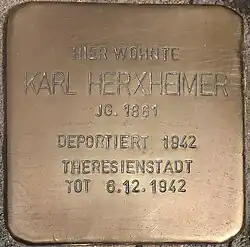 HIER WOHNTE
KARL HERXHEIMER
JG. 1861
DEPORTIERT 1942
THERESIENSTADT
TOT 6.12.1942